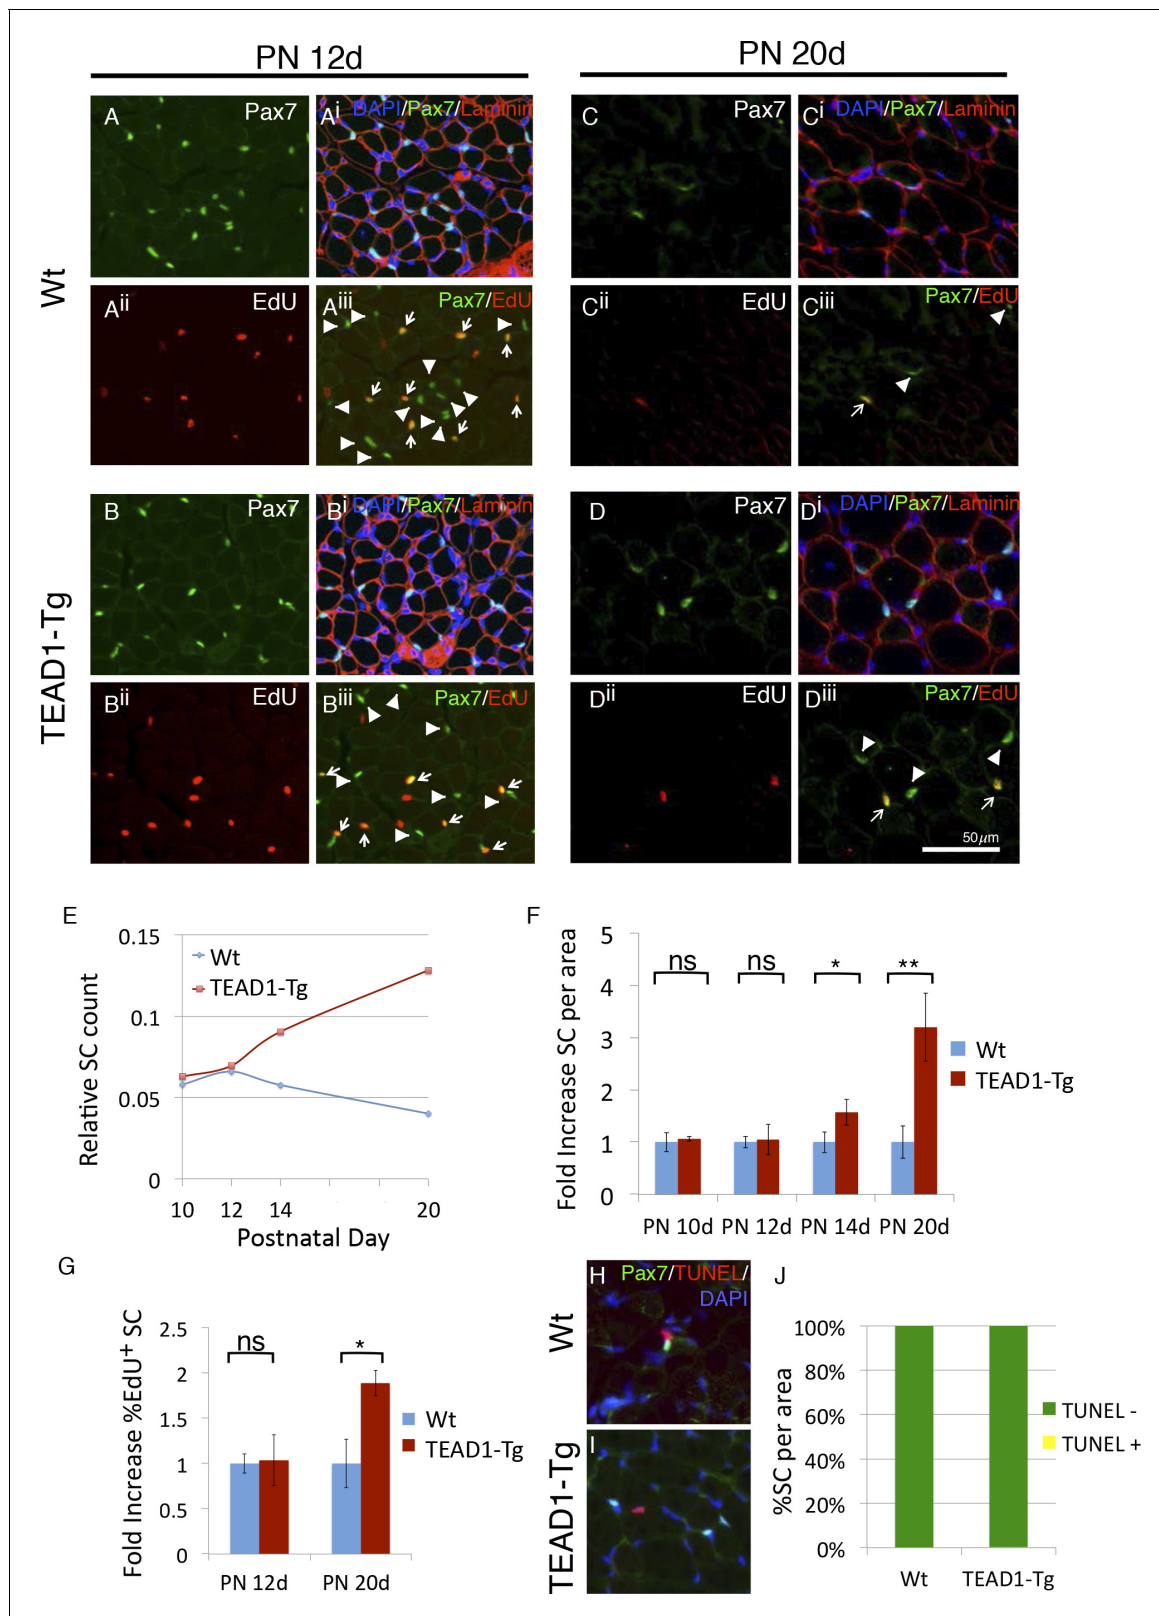 PN 12d
PN 20d
Wt
A Pax7
Ai DAPI/Pax7/Laminin
C Pax7
Ci DAPI/Pax7/Laminin
Aii EdU
Aiii Pax7/EdU
Cii EdU
Ciii Pax7/EdU
TEAD1-Tg
B Pax7
Bi DAPI/Pax7/Laminin
D Pax7
Di DAPI/Pax7/Laminin
Bii EdU
Biii Pax7/EdU
Dii EdU
Diii Pax7/EdU
50µm
E
Relative SC count
0.15
0.1
0.05
0
Wt
TEAD1-Tg
10 12 14 20
Postnatal Day
F
Fold Increase SC per area
5
4
3
2
1
0
ns ns * **
Wt
TEAD1-Tg
PN 10d PN 12d PN 14d PN 20d
G
Fold Increase %EdU+ SC
2.5
2
1.5
1
0.5
0
ns *
Wt
TEAD1-Tg
PN 12d PN 20d
Wt
H Pax7/TUNEL/
DAPI
TEAD1-Tg
I
J
%SC per area
100%
80%
60%
40%
20%
0%
TUNEL -
TUNEL +
Wt TEAD1-Tg